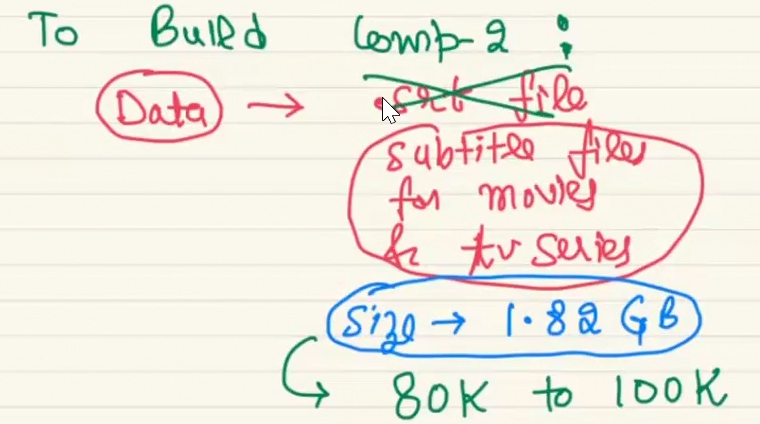 To Build Comp-2 :
Data → .srt file
subtitle files
for movies
& tv series
Size → 1.82 GB
↳ 80K to 100K